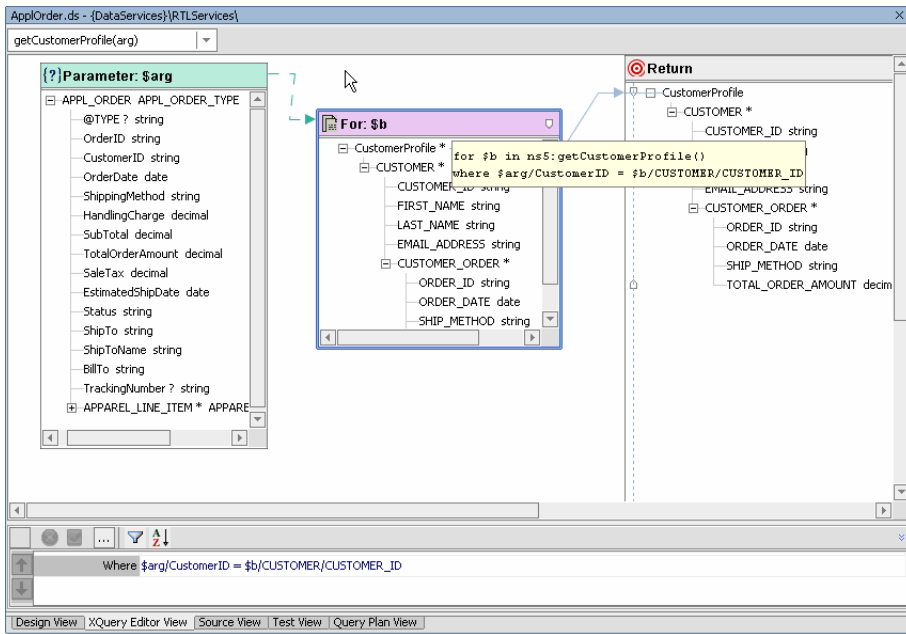 ApplOrder.ds - {DataServices}\RTLServices\
getCustomerProfile(arg)
{?}Parameter: $arg
APPL_ORDER APPL_ORDER_TYPE
@TYPE ? string
OrderID string
CustomerID string
OrderDate date
ShippingMethod string
HandlingCharge decimal
SubTotal decimal
TotalOrderAmount decimal
SaleTax decimal
EstimatedShipDate date
Status string
ShipTo string
ShipToName string
BillTo string
TrackingNumber ? string
APPAREL_LINE_ITEM * APPARE
For: $b
CustomerProfile *
CUSTOMER *
CUSTOMER_ID string
FIRST_NAME string
LAST_NAME string
EMAIL_ADDRESS string
CUSTOMER_ORDER *
ORDER_ID string
ORDER_DATE date
SHIP_METHOD string
for $b in ns5:getCustomerProfile()
where $arg/CustomerID = $b/CUSTOMER/CUSTOMER_ID
Return
CustomerProfile
CUSTOMER *
CUSTOMER_ID string
EMAIL_ADDRESS string
CUSTOMER_ORDER *
ORDER_ID string
ORDER_DATE date
SHIP_METHOD string
TOTAL_ORDER_AMOUNT decim
Where $arg/CustomerID = $b/CUSTOMER/CUSTOMER_ID
Design View XQuery Editor View Source View Test View Query Plan View